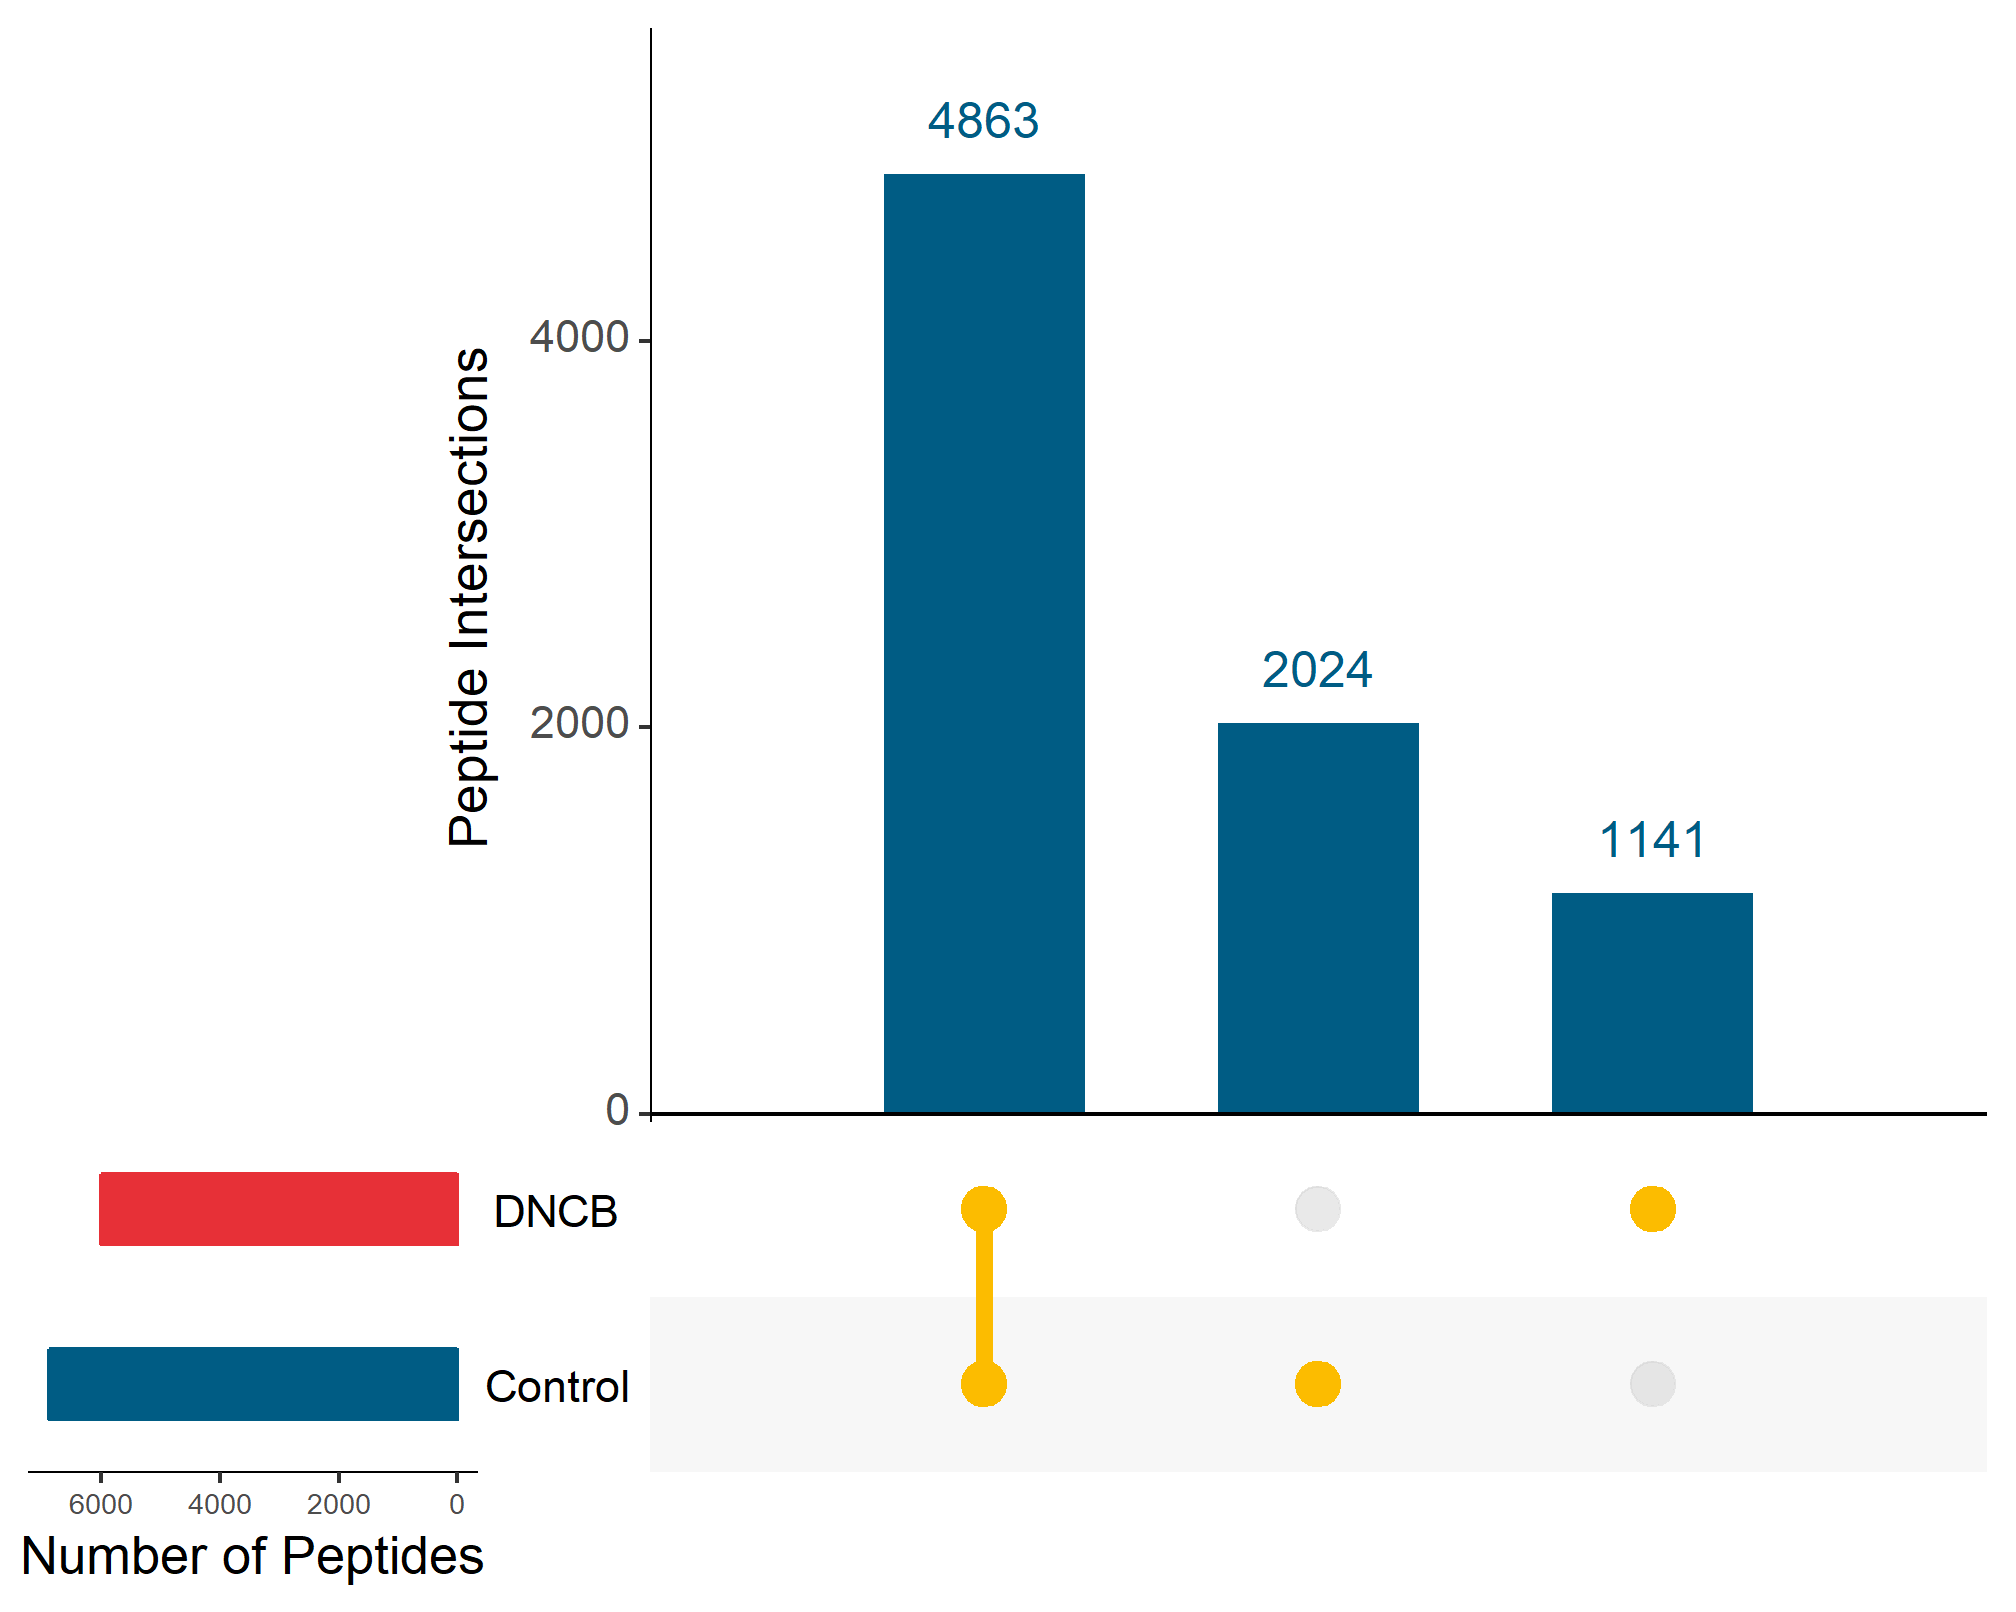 4863
2024
1141
4000
2000
0
Peptide Intersections
DNCB
Control
6000 4000 2000 0
Number of Peptides